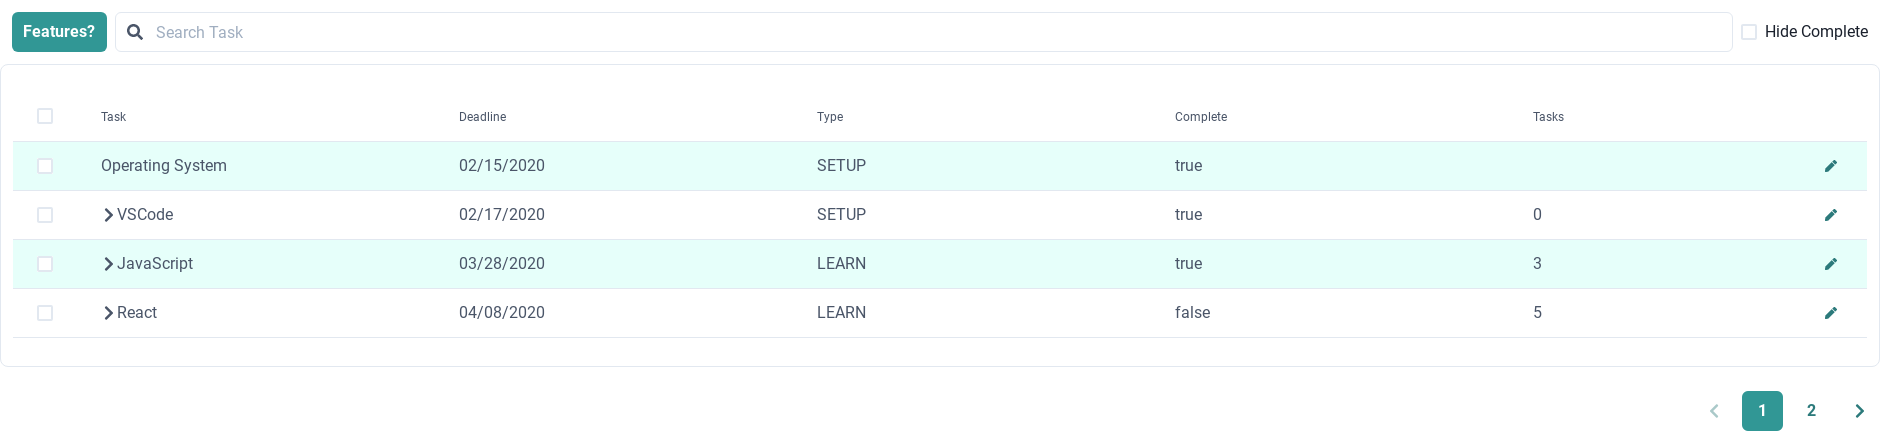 Features? Search Task Hide Complete
Task Deadline Type Complete Tasks
Operating System 02/15/2020 SETUP true
VSCode 02/17/2020 SETUP true 0
JavaScript 03/28/2020 LEARN true 3
React 04/08/2020 LEARN false 5
1 2